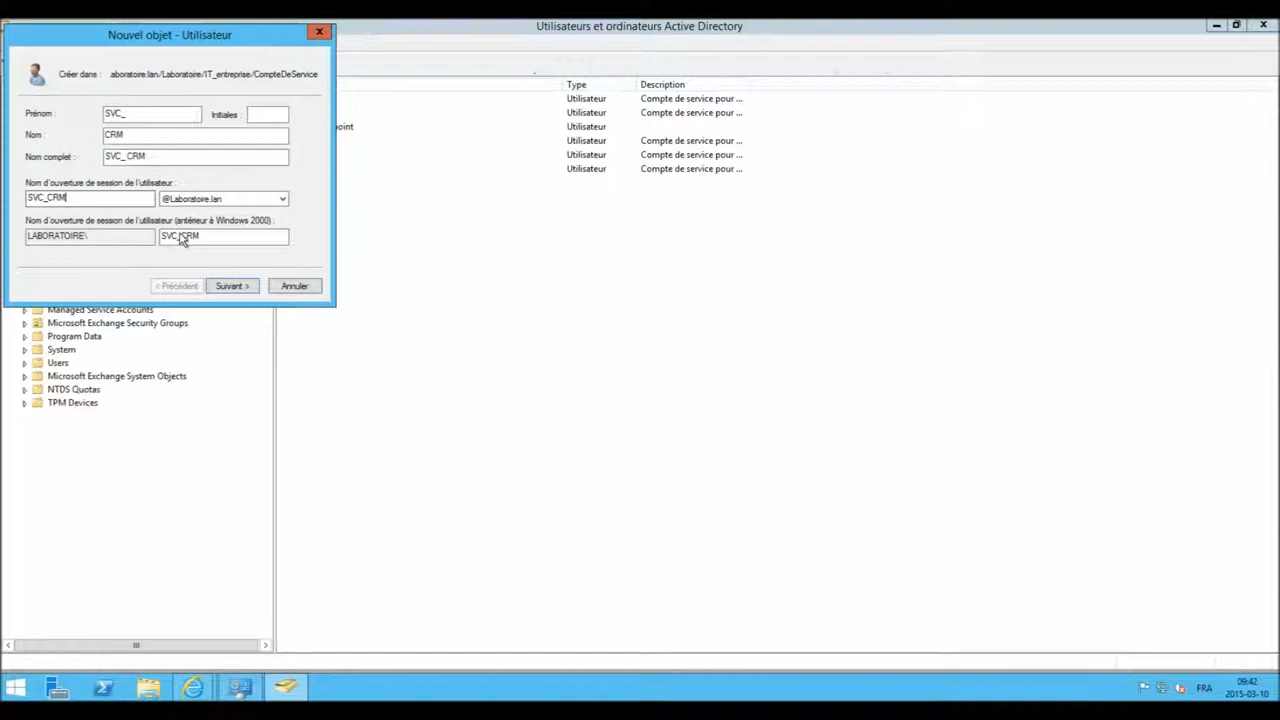 Utilisateurs et ordinateurs Active Directory
Nouvel objet - Utilisateur
Créer dans : aboratoire.lan/Laboratoire/IT_entreprise/CompteDeService
Prénom : SVC_ Initiales :
Nom : CRM
Nom complet : SVC_ CRM
Nom d'ouverture de session de l'utilisateur :
SVC_CRM @Laboratoire.lan
Nom d'ouverture de session de l'utilisateur (antérieur à Windows 2000) :
LABORATOIRE\ SVC_CRM
< Précédent Suivant > Annuler
Type Description
Utilisateur Compte de service pour ...
Utilisateur Compte de service pour ...
point Utilisateur
Utilisateur Compte de service pour ...
Utilisateur Compte de service pour ...
Utilisateur Compte de service pour ...
Managed Service Accounts
Microsoft Exchange Security Groups
Program Data
System
Users
Microsoft Exchange System Objects
NTDS Quotas
TPM Devices
FRA
09:42
2015-03-10